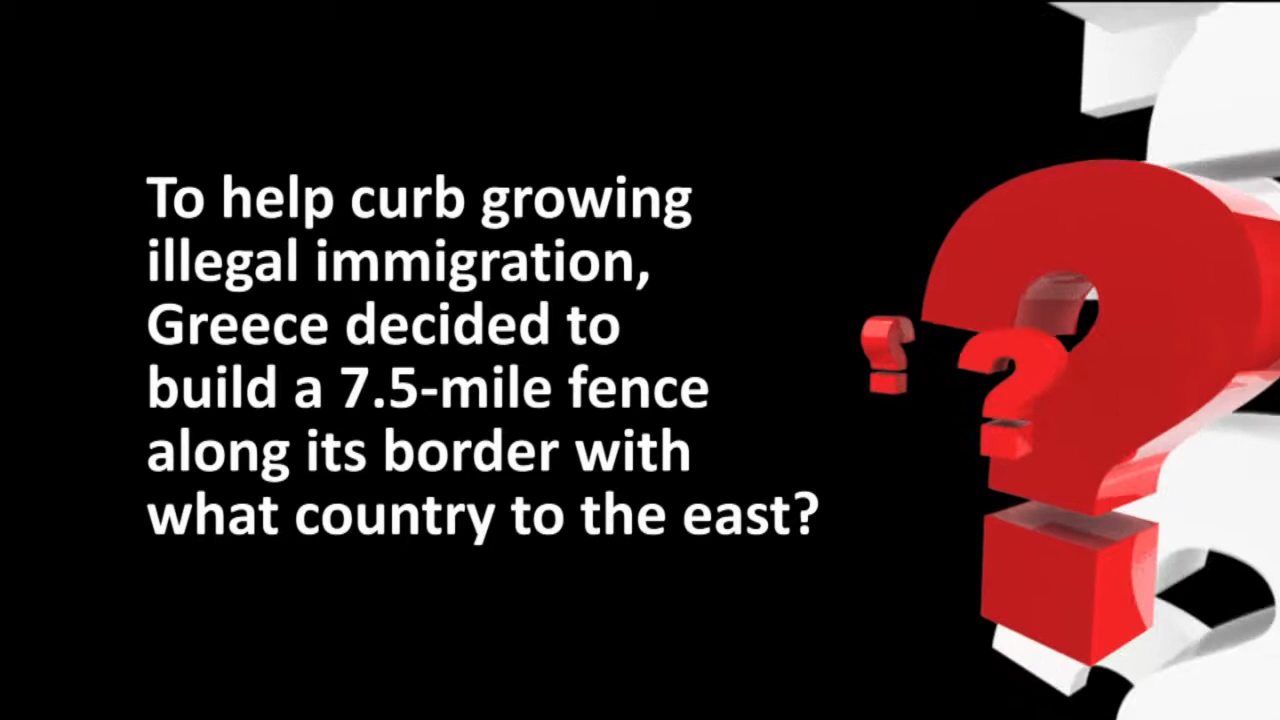 To help curb growing
illegal immigration,
Greece decided to
build a 7.5-mile fence
along its border with
what country to the east?